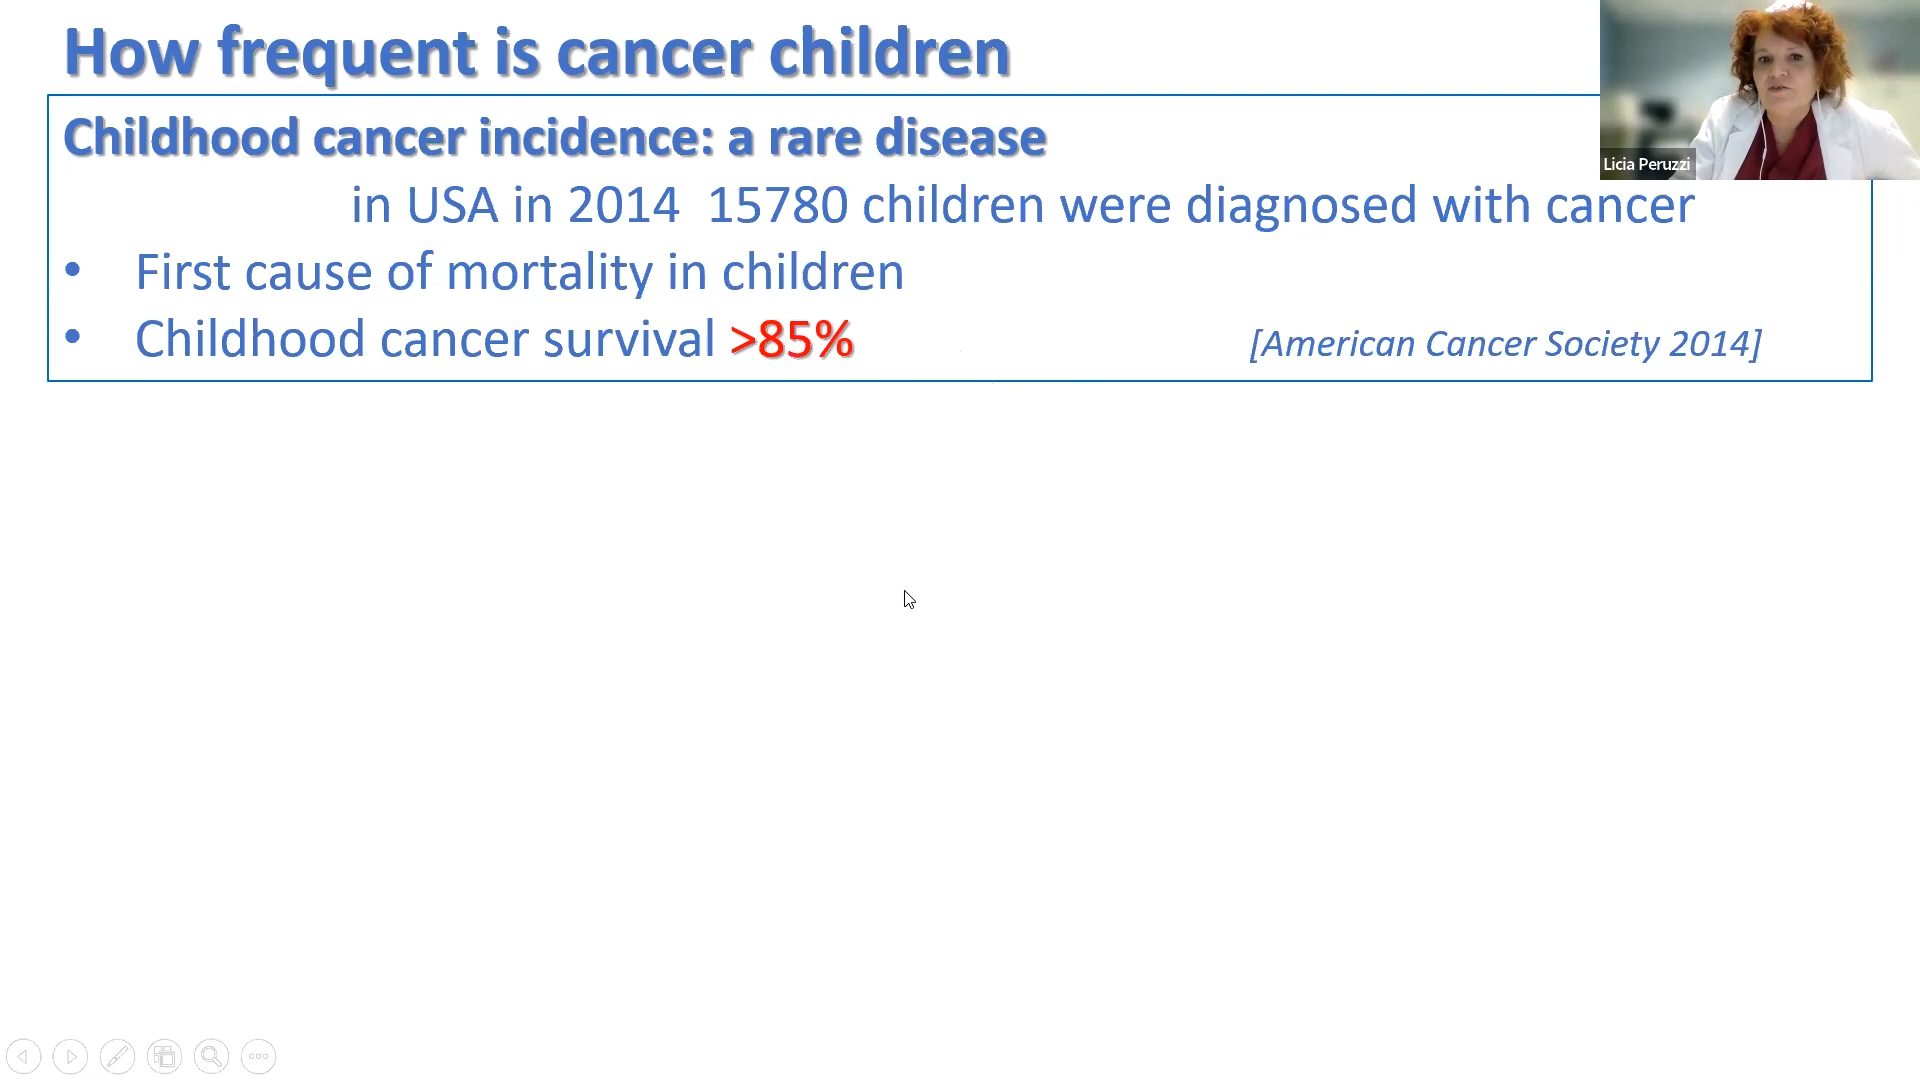 How frequent is cancer children
Childhood cancer incidence: a rare disease
in USA in 2014 15780 children were diagnosed with cancer
• First cause of mortality in children
• Childhood cancer survival >85% [American Cancer Society 2014]
Licia Peruzzi